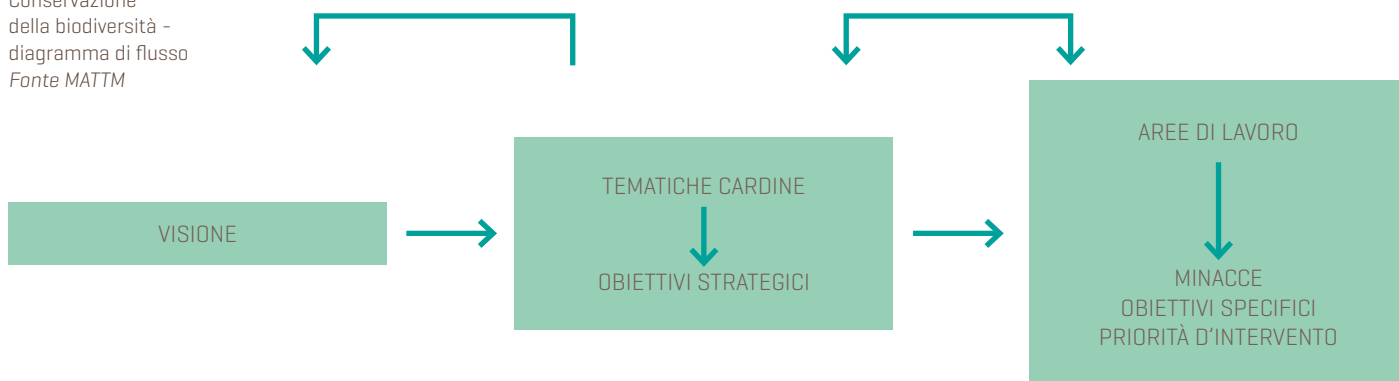 Conservazione
della biodiversità -
diagramma di flusso
Fonte MATTM
VISIONE
TEMATICHE CARDINE
OBIETTIVI STRATEGICI
AREE DI LAVORO
MINACCE
OBIETTIVI SPECIFICI
PRIORITÀ D'INTERVENTO